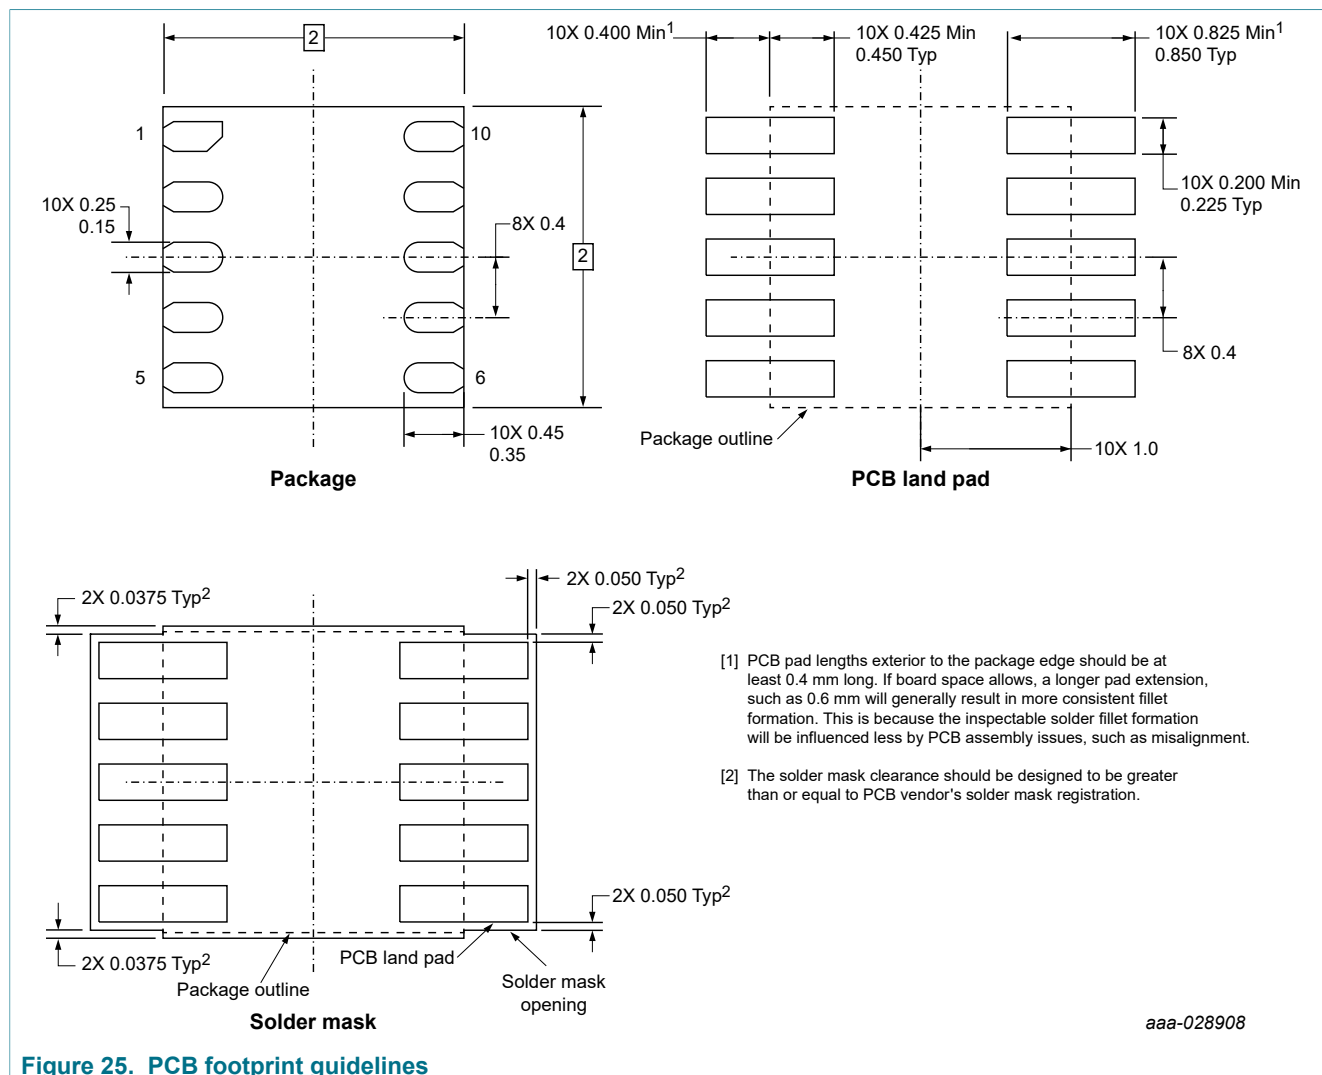 2
1
10
10X 0.25
0.15
8X 0.4
2
5
6
10X 0.45
0.35
Package
10X 0.400 Min1
10X 0.425 Min
0.450 Typ
10X 0.825 Min1
0.850 Typ
10X 0.200 Min
0.225 Typ
8X 0.4
Package outline
10X 1.0
PCB land pad
2X 0.0375 Typ2
2X 0.050 Typ2
2X 0.050 Typ2
2X 0.050 Typ2
2X 0.0375 Typ2
PCB land pad
Package outline
Solder mask
opening
Solder mask
[1] PCB pad lengths exterior to the package edge should be at
least 0.4 mm long. If board space allows, a longer pad extension,
such as 0.6 mm will generally result in more consistent fillet
formation. This is because the inspectable solder fillet formation
will be influenced less by PCB assembly issues, such as misalignment.
[2] The solder mask clearance should be designed to be greater
than or equal to PCB vendor's solder mask registration.
aaa-028908
Figure 25. PCB footprint guidelines